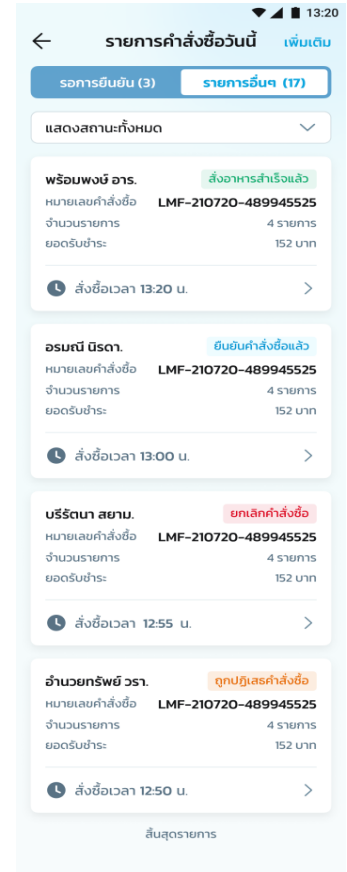 13:20
รายการคำสั่งซื้อวันนี้ เพิ่มเติม
รอการยืนยัน (3) รายการอื่นๆ (17)
แสดงสถานะทั้งหมด
พร้อมพงษ์ อาร. สั่งอาหารสำเร็จแล้ว
หมายเลขคำสั่งซื้อ LMF-210720-489945525
จำนวนรายการ 4 รายการ
ยอดรับชำระ 152 บาท
สั่งซื้อเวลา 13:20 น.
อรมณี นิรดา. ยืนยันคำสั่งซื้อแล้ว
หมายเลขคำสั่งซื้อ LMF-210720-489945525
จำนวนรายการ 4 รายการ
ยอดรับชำระ 152 บาท
สั่งซื้อเวลา 13:00 น.
บรีรัตนา สยาม. ยกเลิกคำสั่งซื้อ
หมายเลขคำสั่งซื้อ LMF-210720-489945525
จำนวนรายการ 4 รายการ
ยอดรับชำระ 152 บาท
สั่งซื้อเวลา 12:55 น.
อำนวยทรัพย์ วรา. ถูกปฏิเสธคำสั่งซื้อ
หมายเลขคำสั่งซื้อ LMF-210720-489945525
จำนวนรายการ 4 รายการ
ยอดรับชำระ 152 บาท
สั่งซื้อเวลา 12:50 น.
สิ้นสุดรายการ